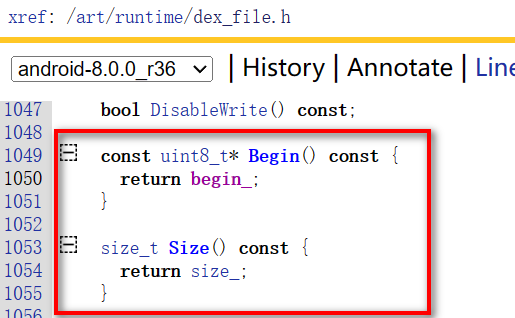 xref: /art/runtime/dex_file.h
android-8.0.0_r36 | History | Annotate | Line
1047 bool DisableWrite() const;
1048
1049 const uint8_t* Begin() const {
1050 return begin_;
1051 }
1052
1053 size_t Size() const {
1054 return size_;
1055 }
1056